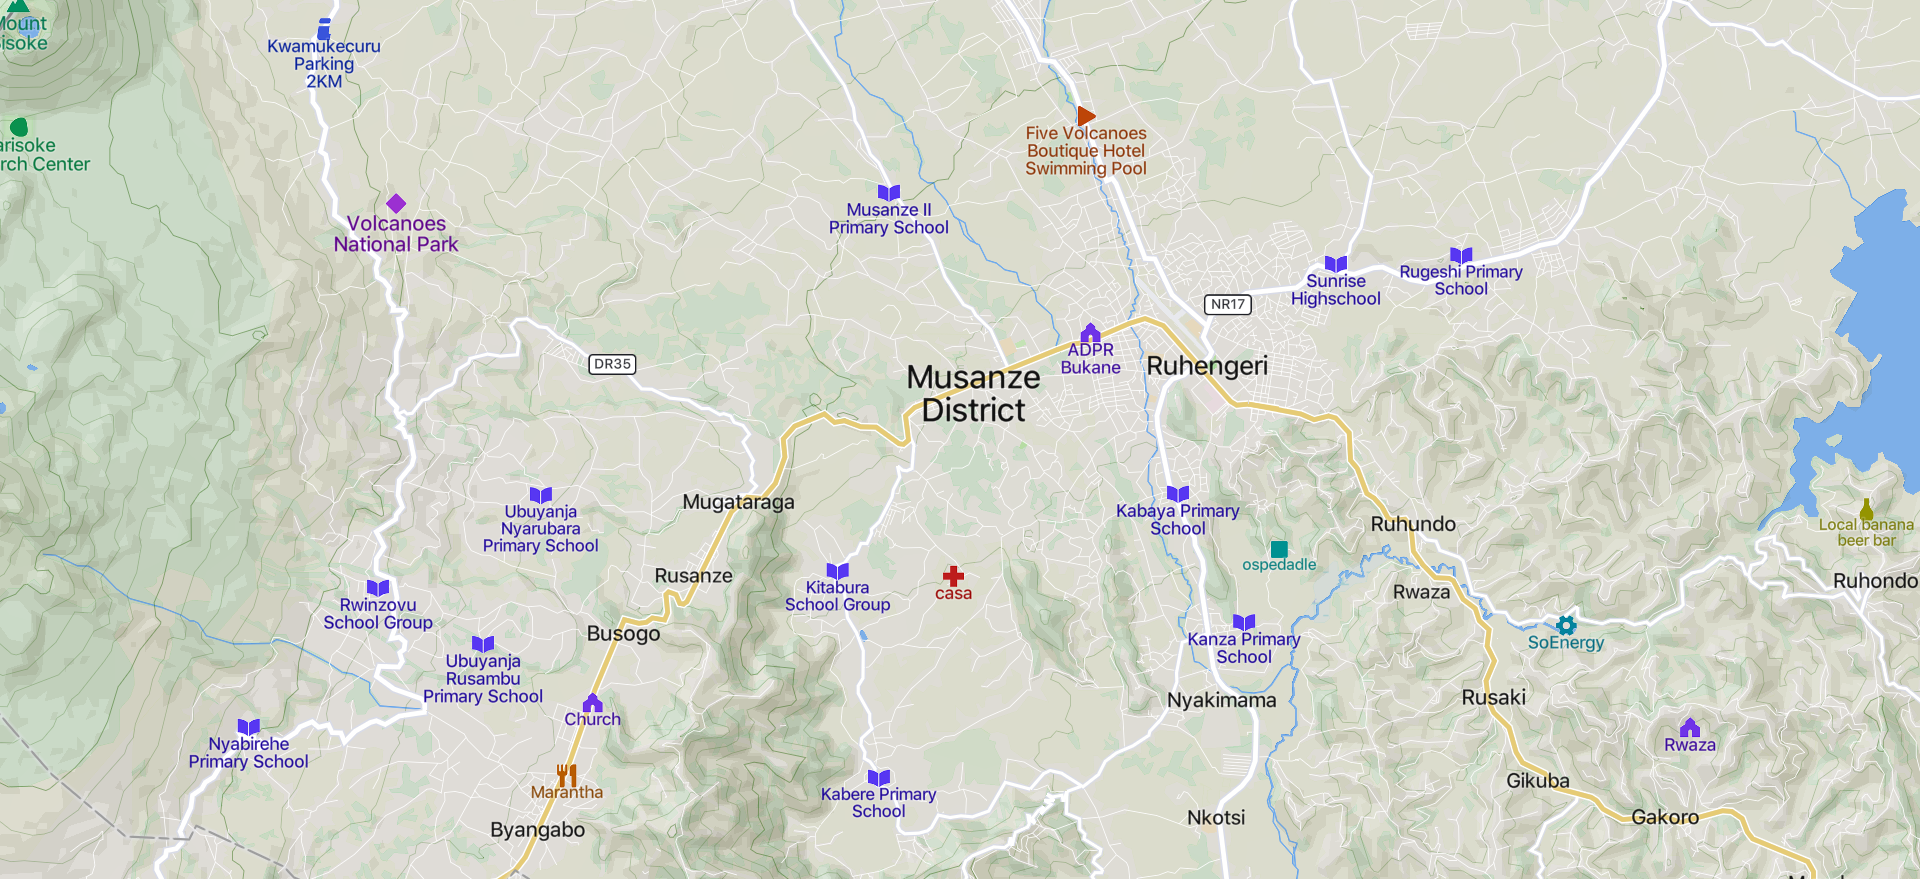 Mount
Bisoke
Kwamukecuru
Parking
2KM
Karisoke
rch Center
Five Volcanoes
Boutique Hotel
Swimming Pool
Volcanoes
National Park
Musanze II
Primary School
Sunrise
Highschool
Rugeshi Primary
School
NR17
DR35
ADPR
Bukane
Ruhengeri
Musanze
District
Mugataraga
Ubuyanja
Nyarubara
Primary School
Kabaya Primary
School
Ruhundo
Local banana
beer bar
ospedadle
Rusanze
Kitabura
School Group
casa
Rwaza
Ruhondo
Rwinzovu
School Group
Busogo
Kanza Primary
School
SoEnergy
Ubuyanja
Rusambu
Primary School
Nyakimama
Rusaki
Church
Nyabirehe
Primary School
Rwaza
Marantha
Kabere Primary
School
Gikuba
Byangabo
Nkotsi
Gakoro